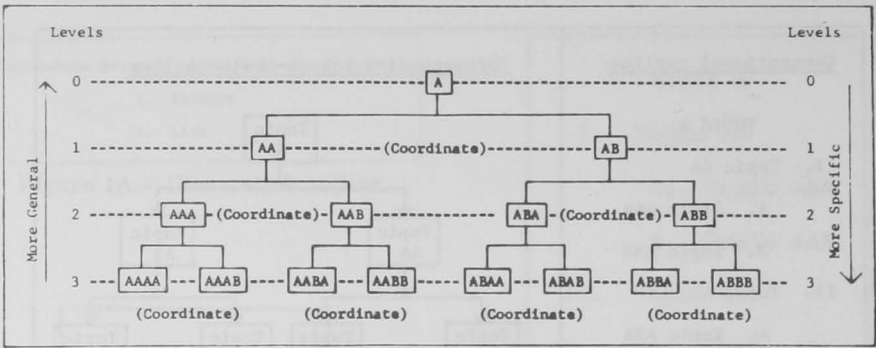 Levels Levels
0 A 0
1 AA (Coordinate) AB 1
2 AAA (Coordinate) AAB ABA (Coordinate) ABB 2
3 AAAA AAAB AABA AABB ABAA ABAB ABBA ABBB 3
(Coordinate) (Coordinate) (Coordinate) (Coordinate)
More General
More Specific